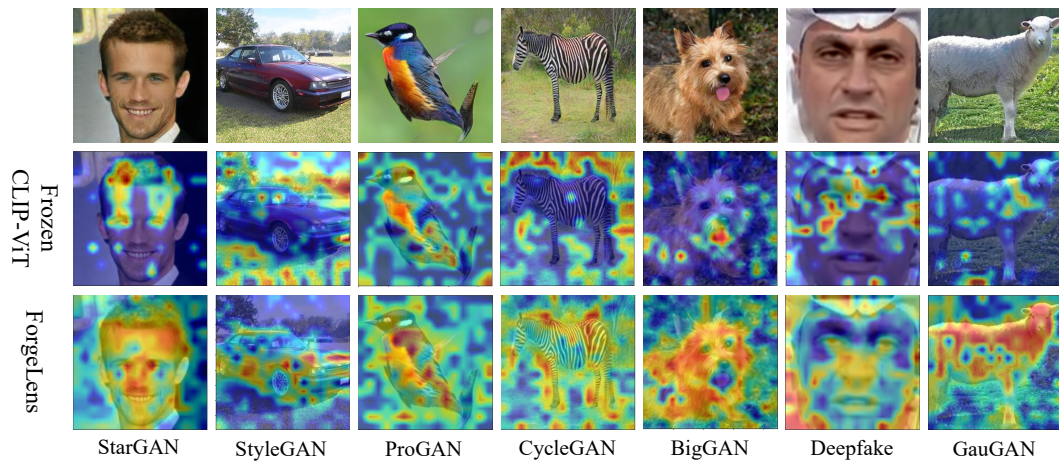 Frozen
CLIP-ViT
ForgeLens
StarGAN
StyleGAN
ProGAN
CycleGAN
BigGAN
Deepfake
GauGAN